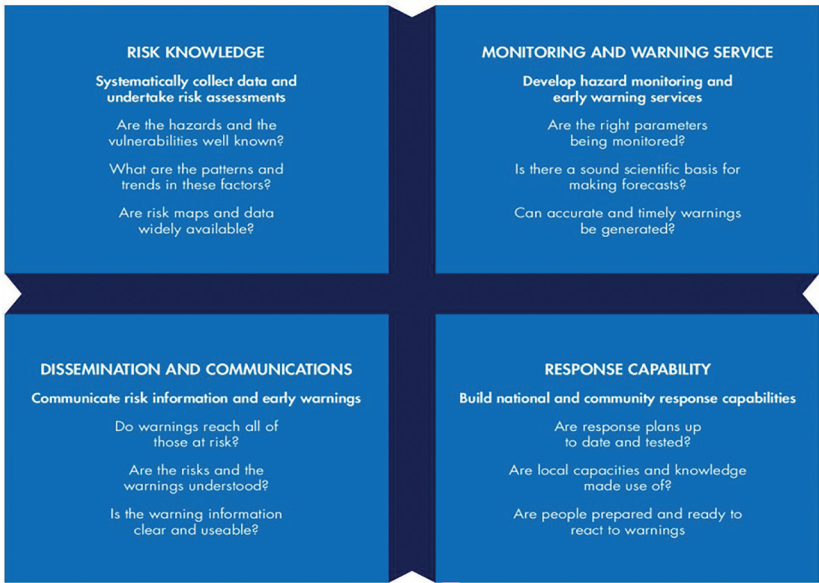 RISK KNOWLEDGE
Systematically collect data and
undertake risk assessments
Are the hazards and the
vulnerabilities well known?
What are the patterns and
trends in these factors?
Are risk maps and data
widely available?
MONITORING AND WARNING SERVICE
Develop hazard monitoring and
early warning services
Are the right parameters
being monitored?
Is there a sound scientific basis for
making forecasts?
Can accurate and timely warnings
be generated?
DISSEMINATION AND COMMUNICATIONS
Communicate risk information and early warnings
Do warnings reach all of
those at risk?
Are the risks and the
warnings understood?
Is the warning information
clear and useable?
RESPONSE CAPABILITY
Build national and community response capabilities
Are response plans up
to date and tested?
Are local capacities and knowledge
made use of?
Are people prepared and ready to
react to warnings